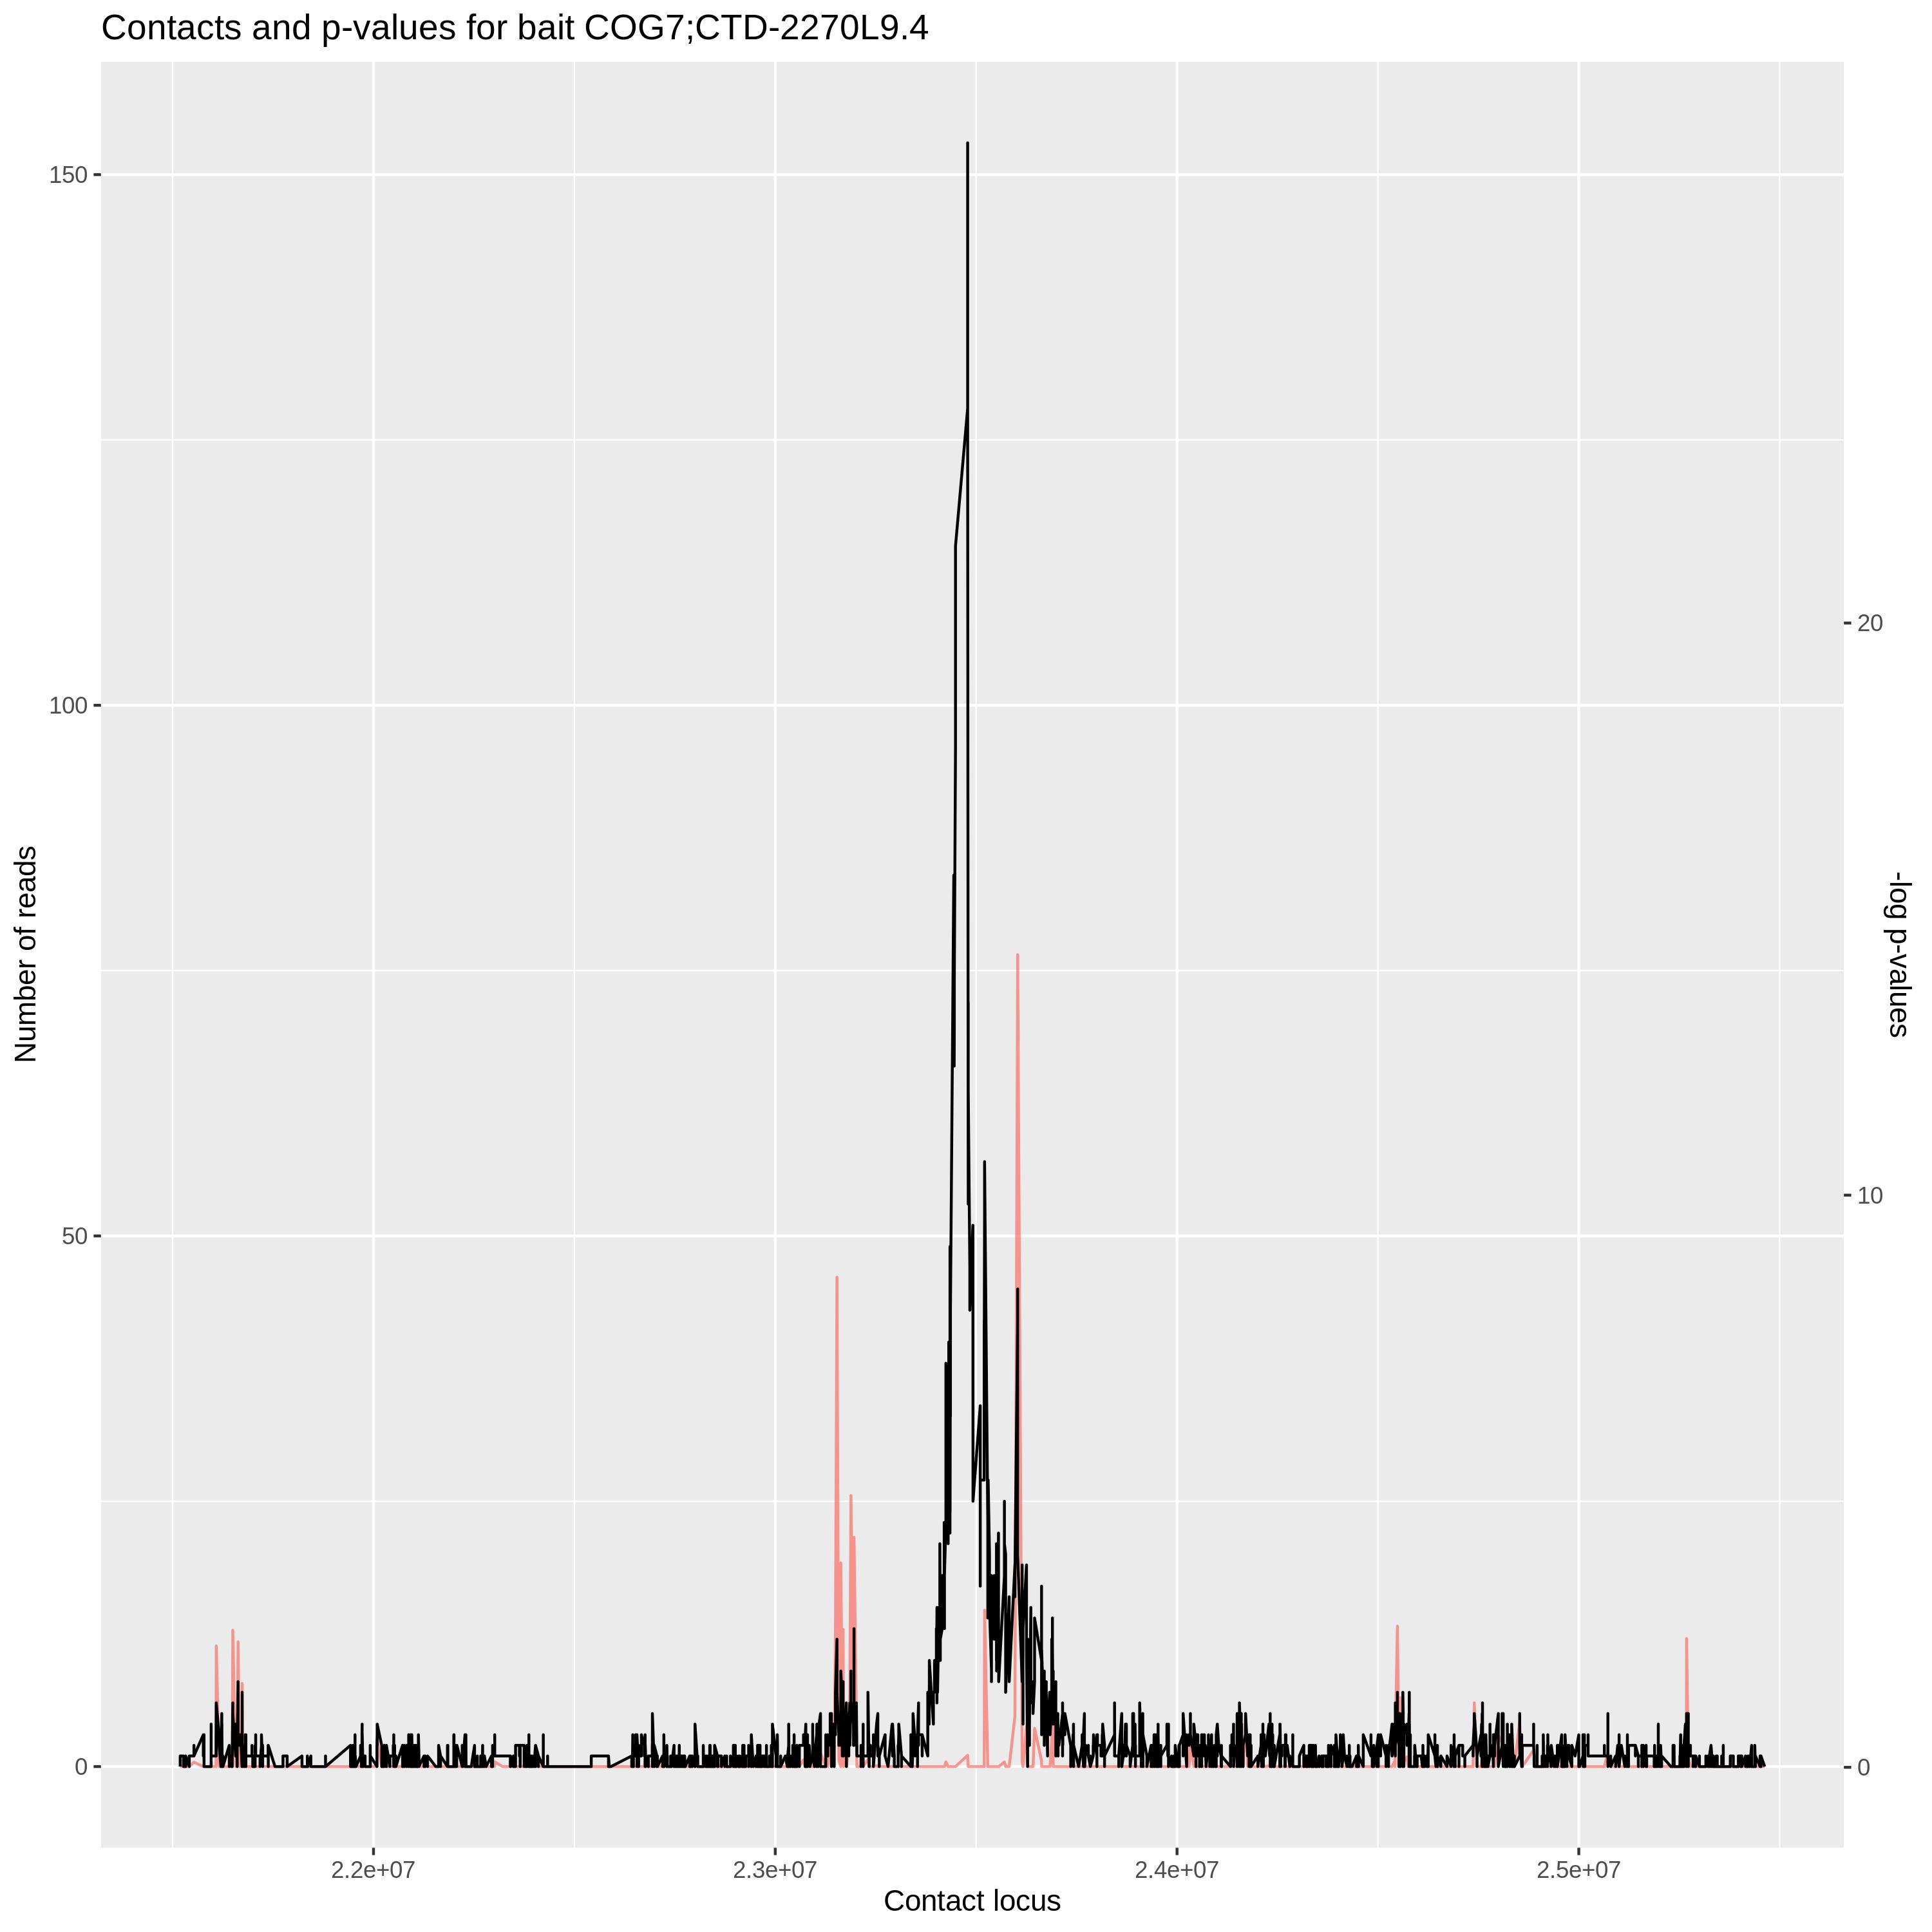 Contacts and p-values for bait COG7;CTD-2270L9.4
150
100
50
0
Number of reads
20
10
0
-log p-values
2.2e+07
2.3e+07
2.4e+07
2.5e+07
Contact locus